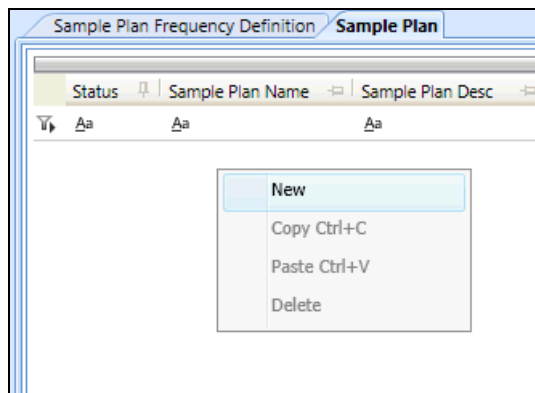 Sample Plan Frequency Definition Sample Plan
Status Sample Plan Name Sample Plan Desc
Aa Aa Aa
New
Copy Ctrl+C
Paste Ctrl+V
Delete